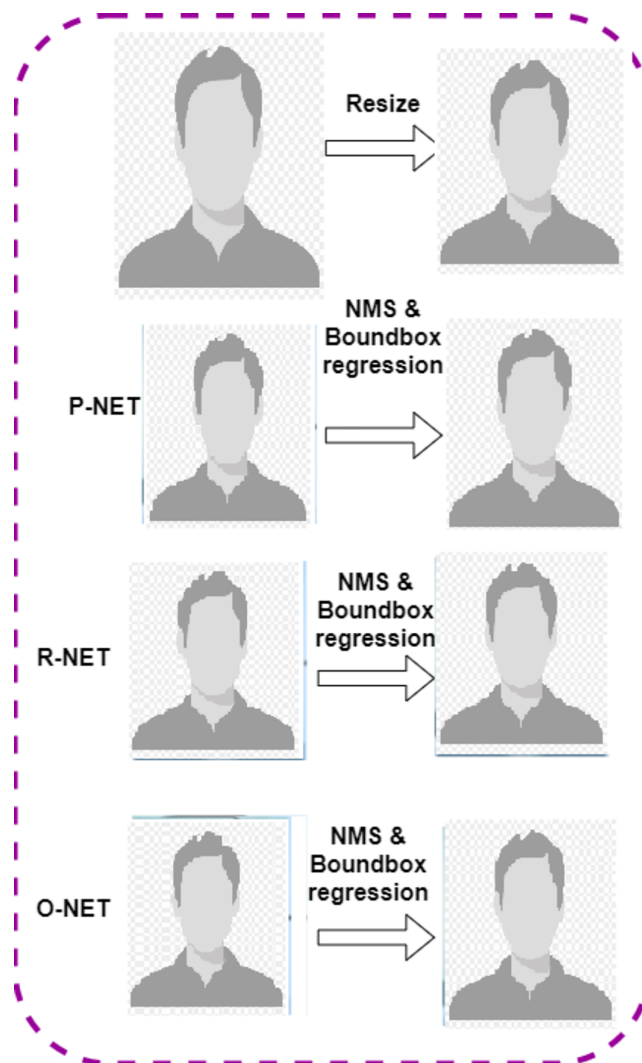 Resize
NMS &
Boundbox
regression
P-NET
NMS &
Boundbox
regression
R-NET
NMS &
Boundbox
regression
O-NET